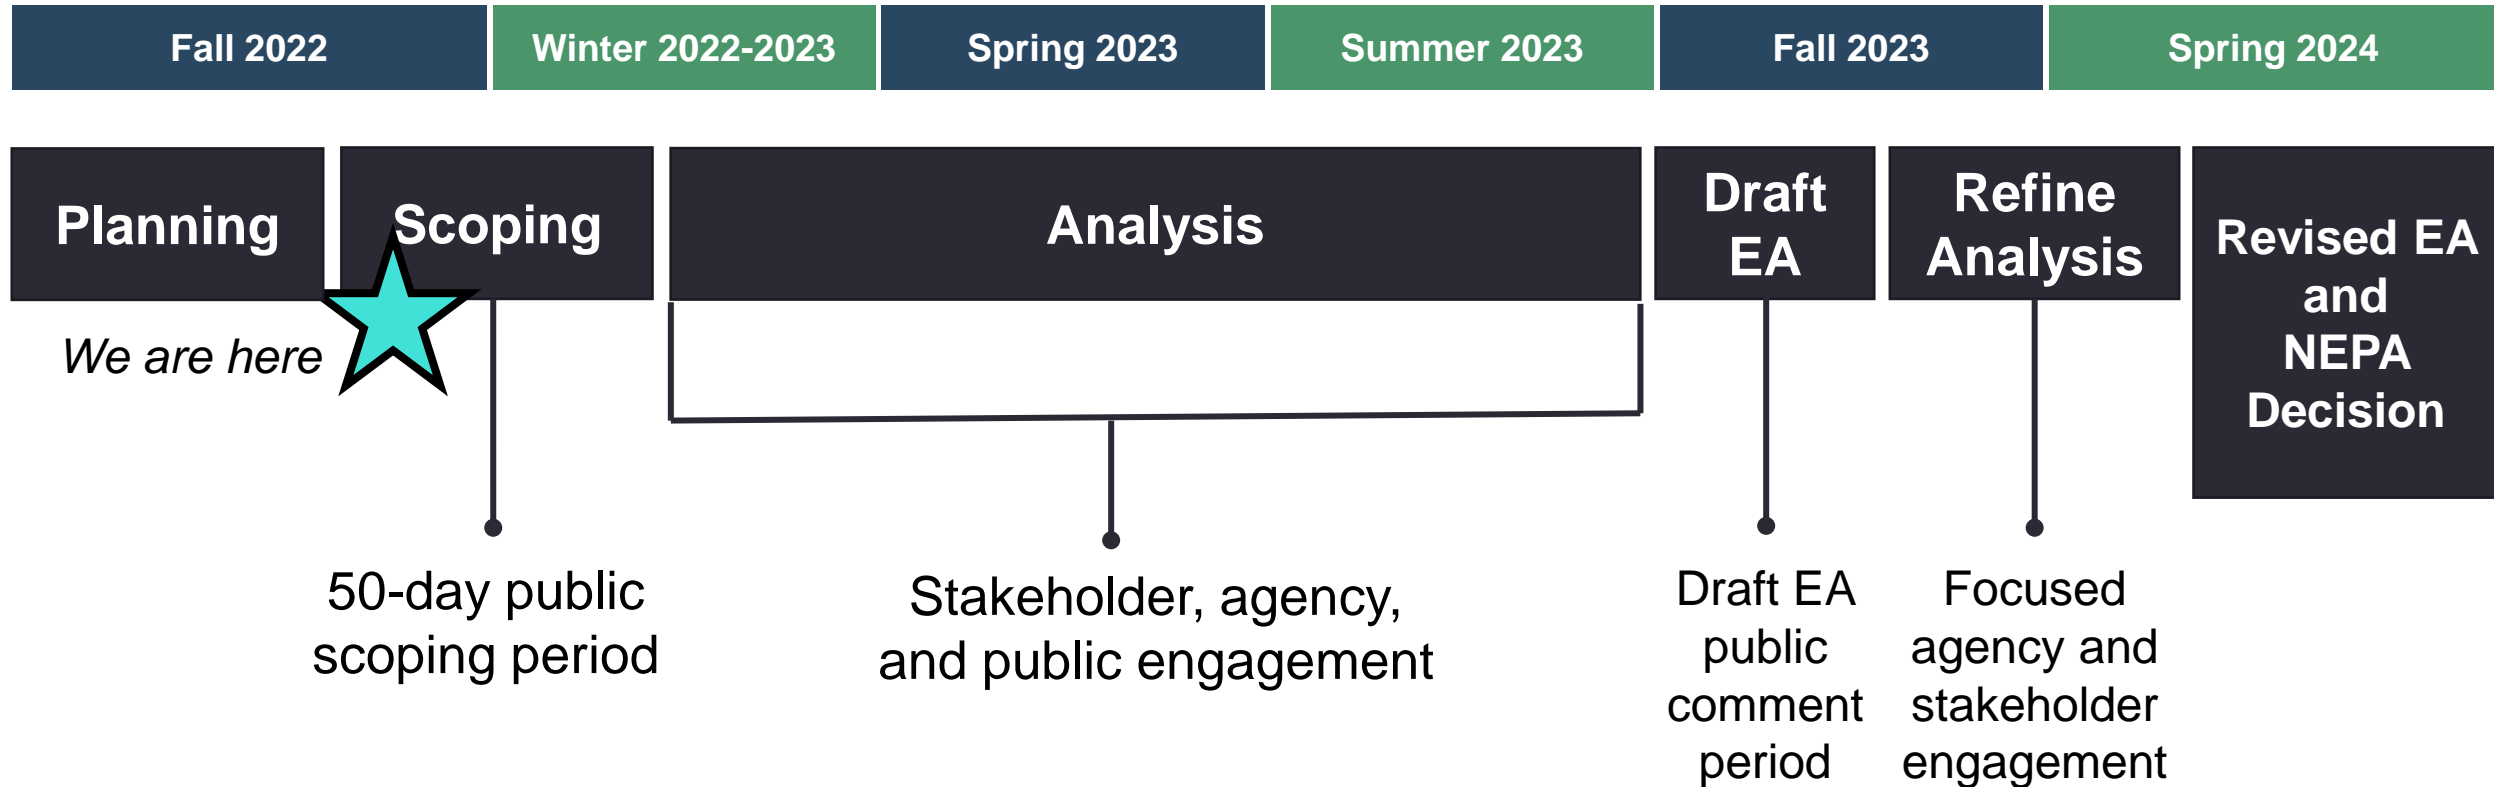 Fall 2022
Winter 2022-2023
Spring 2023
Summer 2023
Fall 2023
Spring 2024
Planning
Scoping
Analysis
Draft
EA
Refine
Analysis
Revised EA
and
NEPA
Decision
We are here
50-day public
scoping period
Stakeholder, agency,
and public engagement
Draft EA
public
comment
period
Focused
agency and
stakeholder
engagement